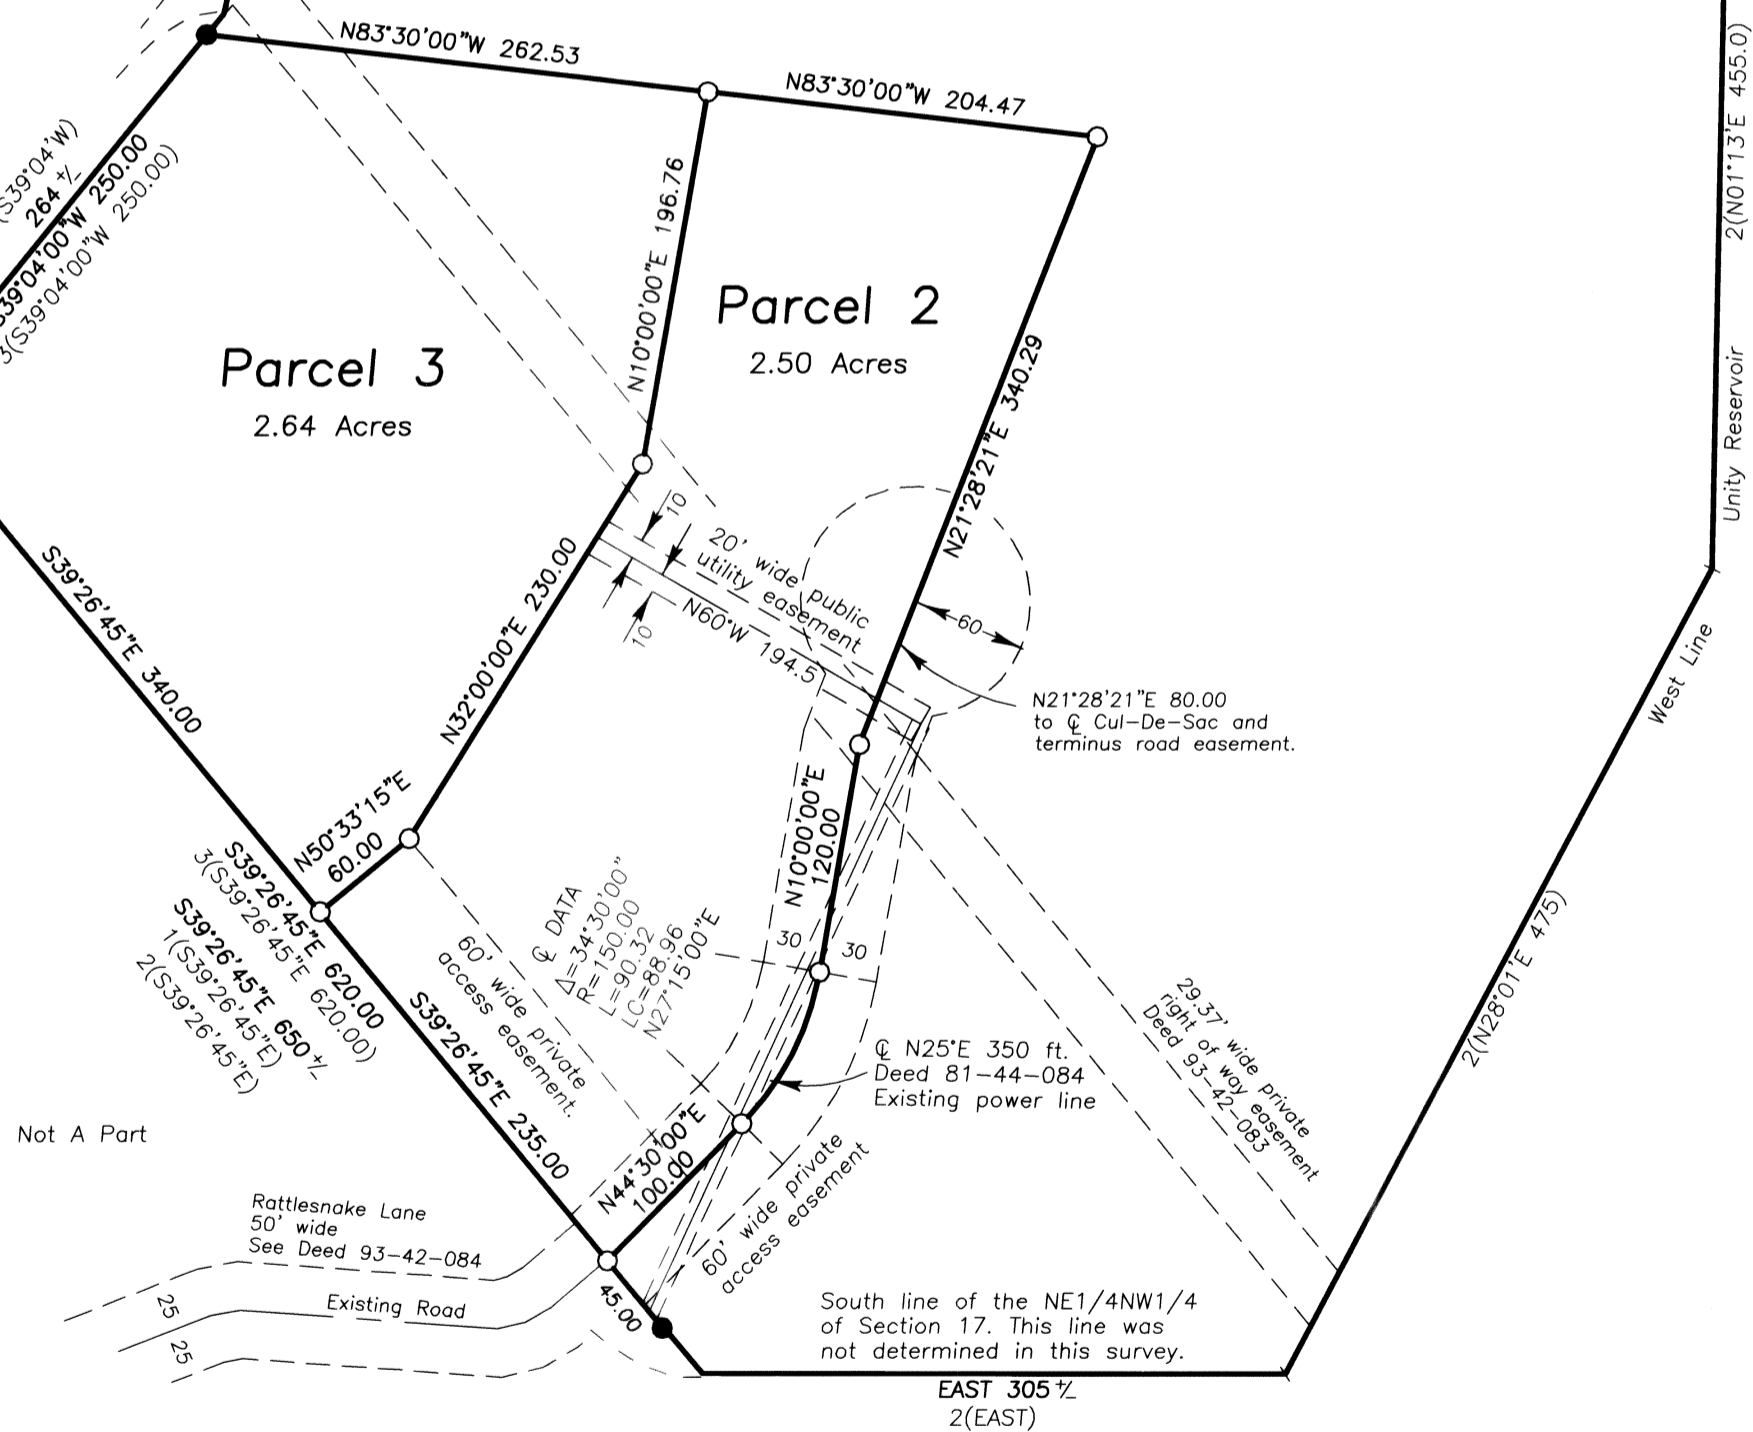 N83°30'00"W 262.53
N83°30'00"W 204.47
2(N01°13'E 455.0)
(S39°04'W)
264 +/-
S39°04'00"W 250.00
3(S39°04'00"W 250.00)
N10°00'00"E 196.76
Parcel 2
2.50 Acres
Parcel 3
2.64 Acres
N21°28'21"E 340.29
Unity Reservoir
West Line
10
10
20' wide public
utility easement
N60°W 194.5
60
N21°28'21"E 80.00
to ℄ Cul-De-Sac and
terminus road easement.
S39°26'45"E 340.00
N32°00'00"E 230.00
N50°33'15"E
60.00
N10°00'00"E
120.00
S39°26'45"E 620.00
3(S39°26'45"E 620.00)
S39°26'45"E 650 +/-
1(S39°26'45"E)
2(S39°26'45"E)
S39°26'45"E 235.00
60' wide private
access easement.
℄ DATA
Δ=34°30'00"
R=150.00
L=90.32
LC=88.96
N27°15'00"E
30
30
℄ N25°E 350 ft.
Deed 81-44-084
Existing power line
29.37' wide private
right of way easement
Deed 93-42-083
2(N28°01'E 475)
N44°30'00"E
100.00
60' wide private
access easement
Not A Part
Rattlesnake Lane
50' wide
See Deed 93-42-084
Existing Road
25
25
45.00
South line of the NE1/4NW1/4
of Section 17. This line was
not determined in this survey.
EAST 305 +/-
2(EAST)